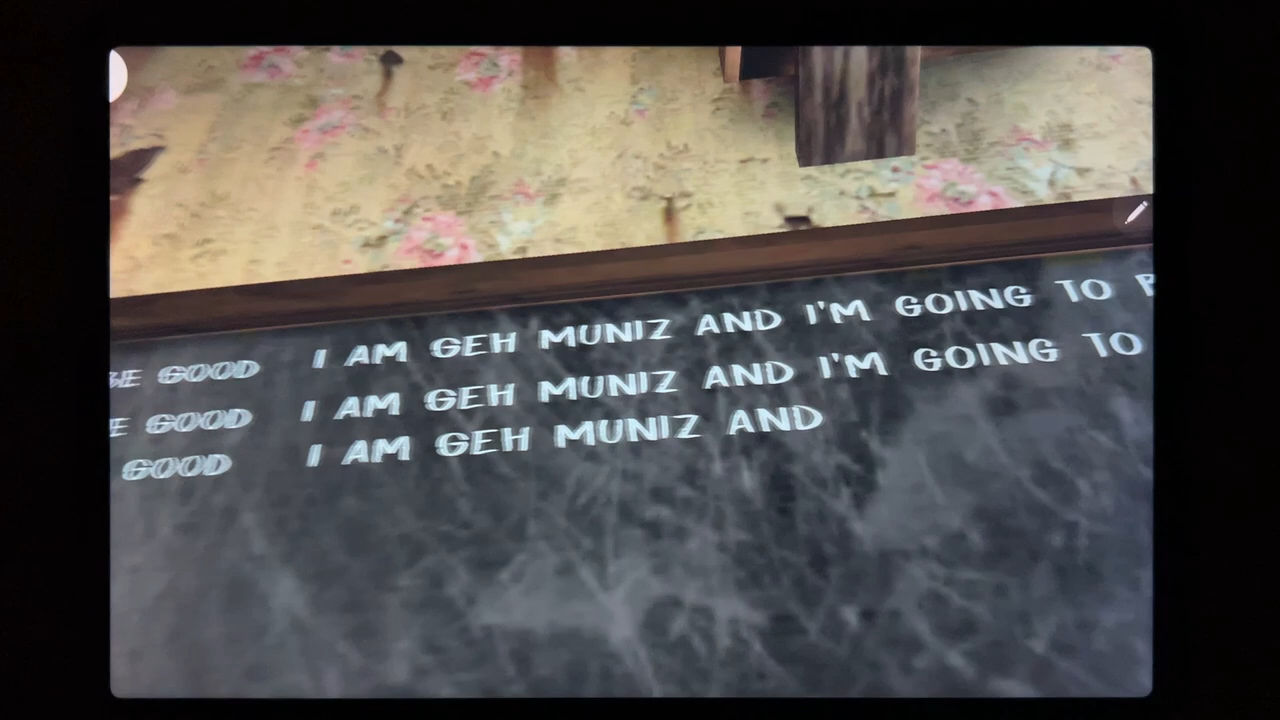 BE GOOD I AM GEH MUNIZ AND I'M GOING TO
GOOD I AM GEH MUNIZ AND I'M GOING TO
GOOD I AM GEH MUNIZ AND